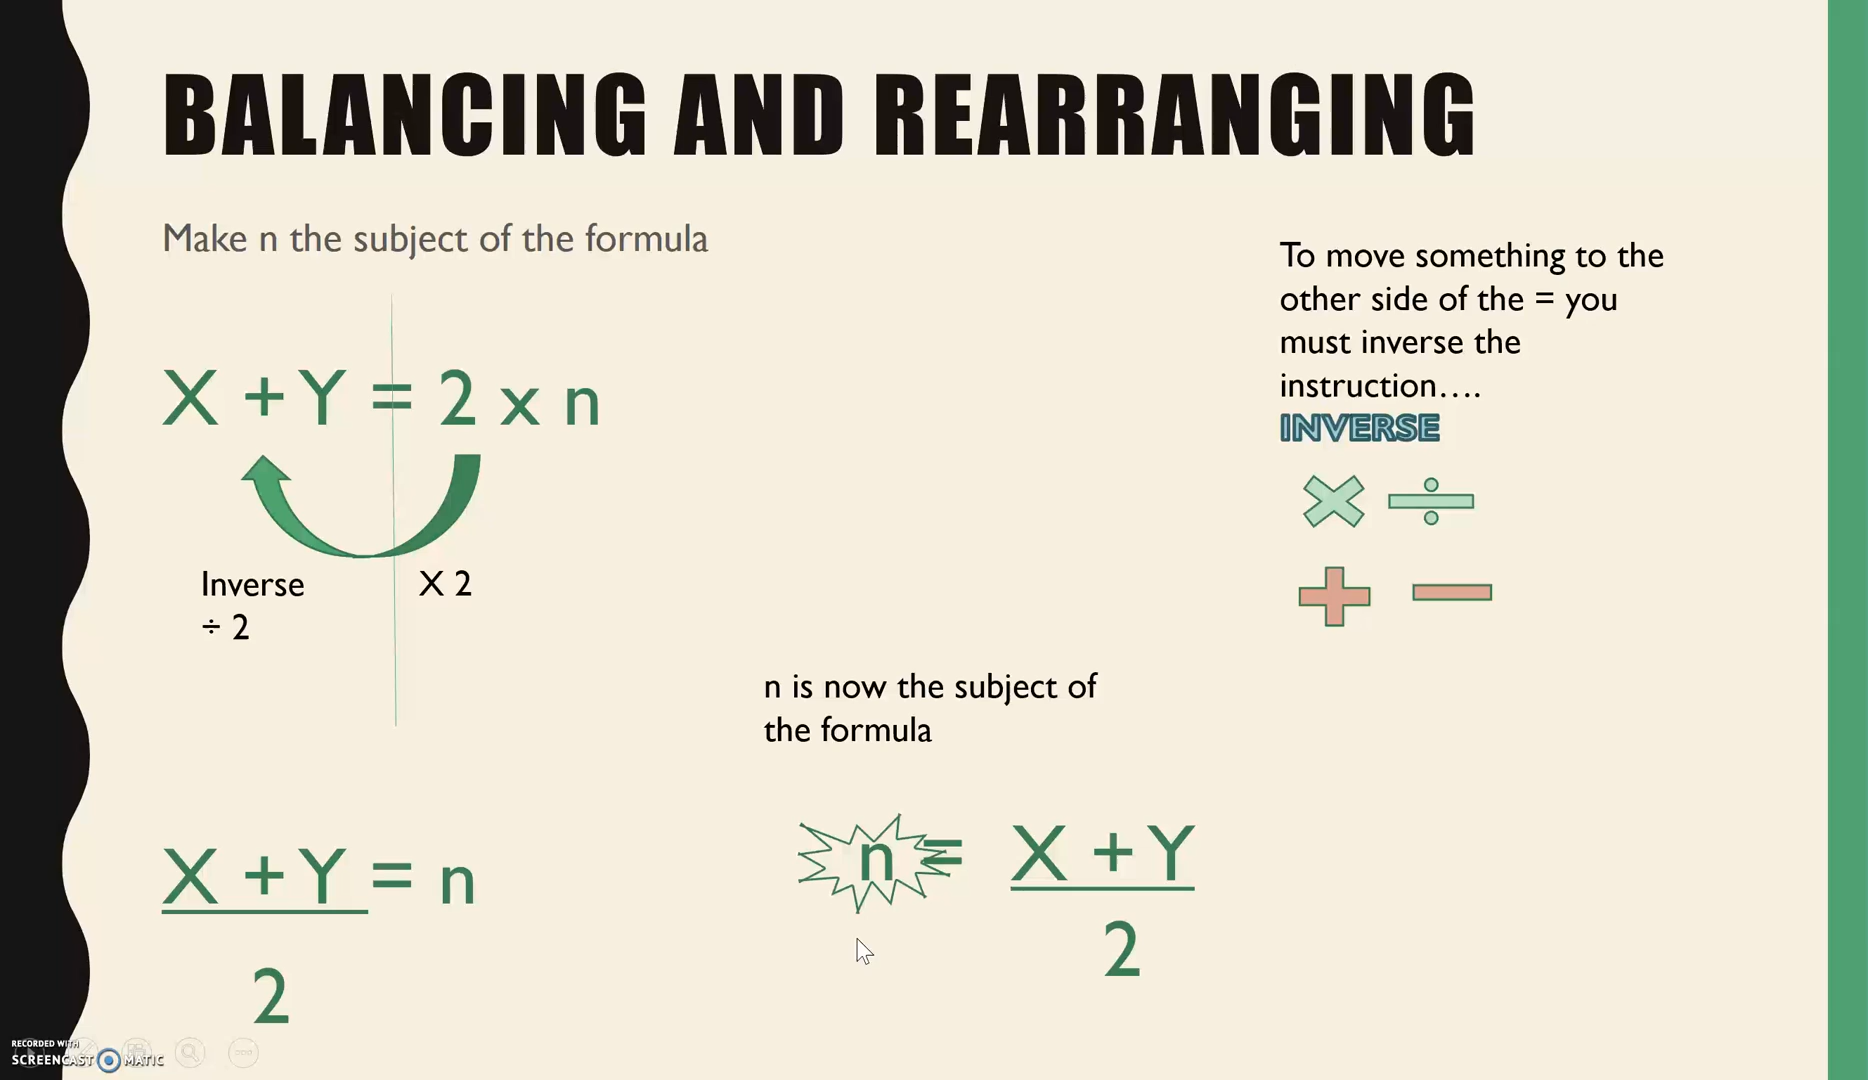 BALANCING AND REARRANGING
Make n the subject of the formula
To move something to the
other side of the = you
must inverse the
instruction....
INVERSE
× ÷
+ −
X + Y = 2 x n
Inverse
÷ 2
X 2
n is now the subject of
the formula
X + Y = n
2
n = X + Y
2
RECORDED WITH
SCREENCAST MATIC